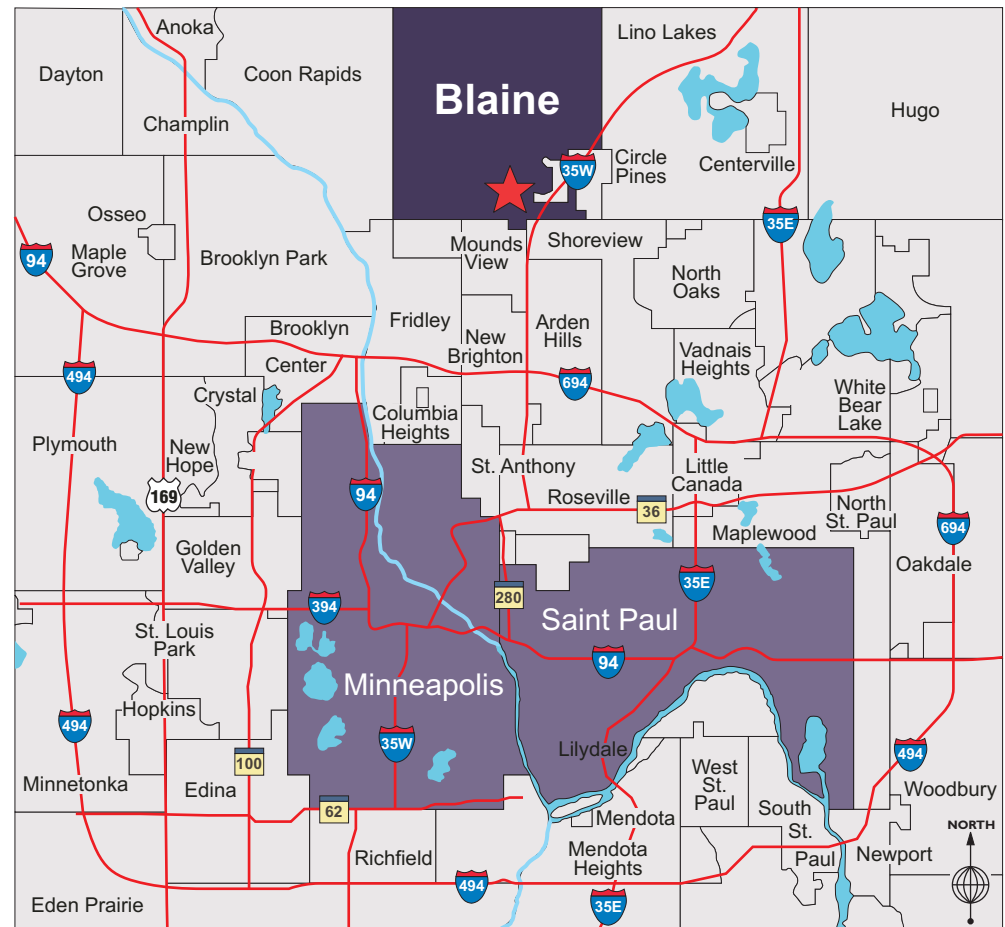 Anoka
Lino Lakes
Dayton
Coon Rapids
Blaine
Hugo
Champlin
35W
Circle
Pines
Centerville
Osseo
35E
94
Maple
Grove
Brooklyn Park
Mounds
View
Shoreview
North
Oaks
Brooklyn
Center
Fridley
New
Brighton
Arden
Hills
Vadnais
Heights
494
694
Crystal
Columbia
Heights
White
Bear
Lake
Plymouth
New
Hope
St. Anthony
Little
Canada
169
94
Roseville
36
North
St. Paul
694
Maplewood
Golden
Valley
Oakdale
35E
280
394
Saint Paul
St. Louis
Park
94
Minneapolis
Hopkins
494
35W
Lilydale
494
100
Minnetonka
Edina
West
St.
Paul
Woodbury
62
South
St.
Paul
Mendota
NORTH
Richfield
Mendota
Heights
Newport
494
Eden Prairie
35E